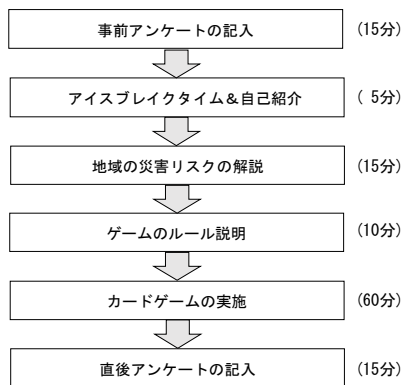 事前アンケートの記入 (15分)
アイスブレイクタイム＆自己紹介 ( 5分)
地域の災害リスクの解説 (15分)
ゲームのルール説明 (10分)
カードゲームの実施 (60分)
直後アンケートの記入 (15分)